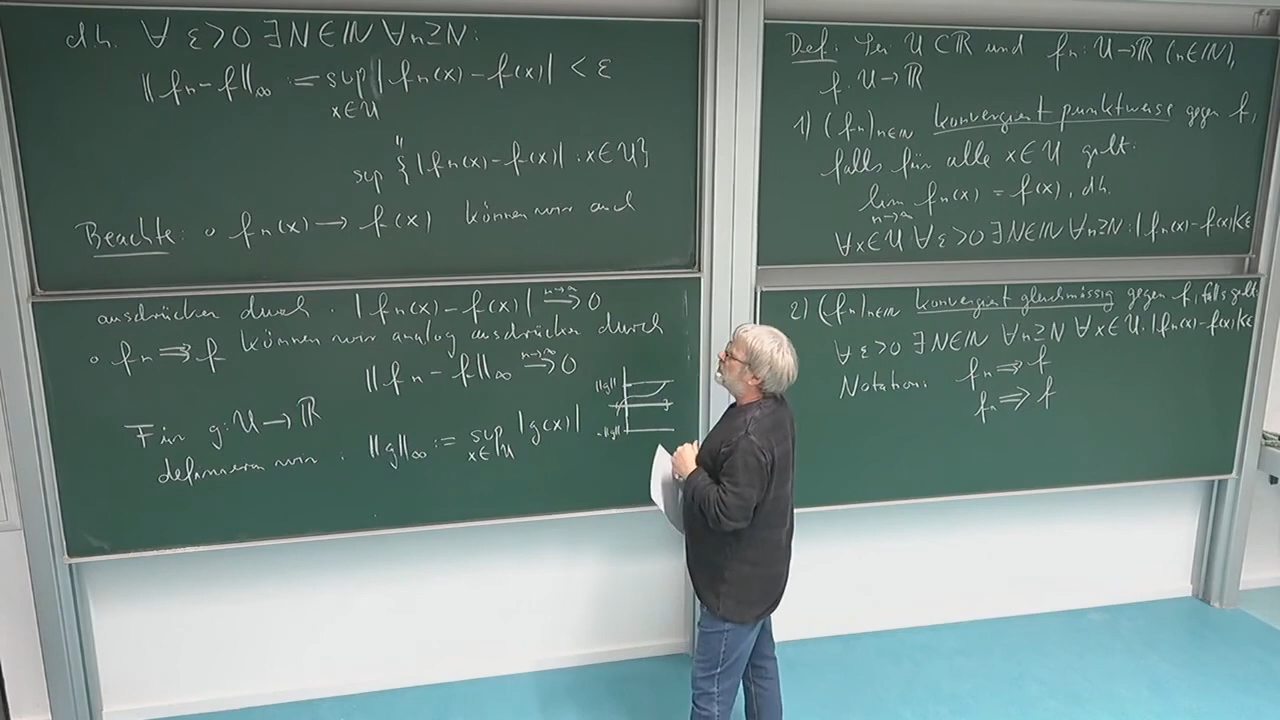 Def: Sei U ⊂ ℝ und fₙ: U → ℝ (n∈ℕ),
f: U → ℝ
1) (fₙ)ₙ∈ℕ konvergiert punktweise gegen f,
falls für alle x∈U gilt:
lim fₙ(x) = f(x), d.h.
n→∞
∀x∈U ∀ε>0 ∃N∈ℕ ∀n≥N: |fₙ(x)-f(x)|<ε
2) (fₙ)ₙ∈ℕ konvergiert gleichmässig gegen f, falls gilt:
∀ε>0 ∃N∈ℕ ∀n≥N ∀x∈U: |fₙ(x)-f(x)|<ε
Notation: fₙ ⇉ f
fₙ ⇒ f
d.h. ∀ε>0 ∃N∈ℕ ∀n≥N:
‖fₙ-f‖∞ := sup |fₙ(x)-f(x)| < ε
x∈U
"
sup {|fₙ(x)-f(x)| : x∈U}
Beachte: ∘ fₙ(x) → f(x) können wir auch
ausdrücken durch: |fₙ(x)-f(x)| n→∞→ 0
∘ fₙ ⇉ f können wir analog ausdrücken durch
‖fₙ-f‖∞ n→∞→ 0
Für g: U → ℝ
definieren wir: ‖g‖∞ := sup |g(x)|
x∈U
‖g‖
-‖g‖